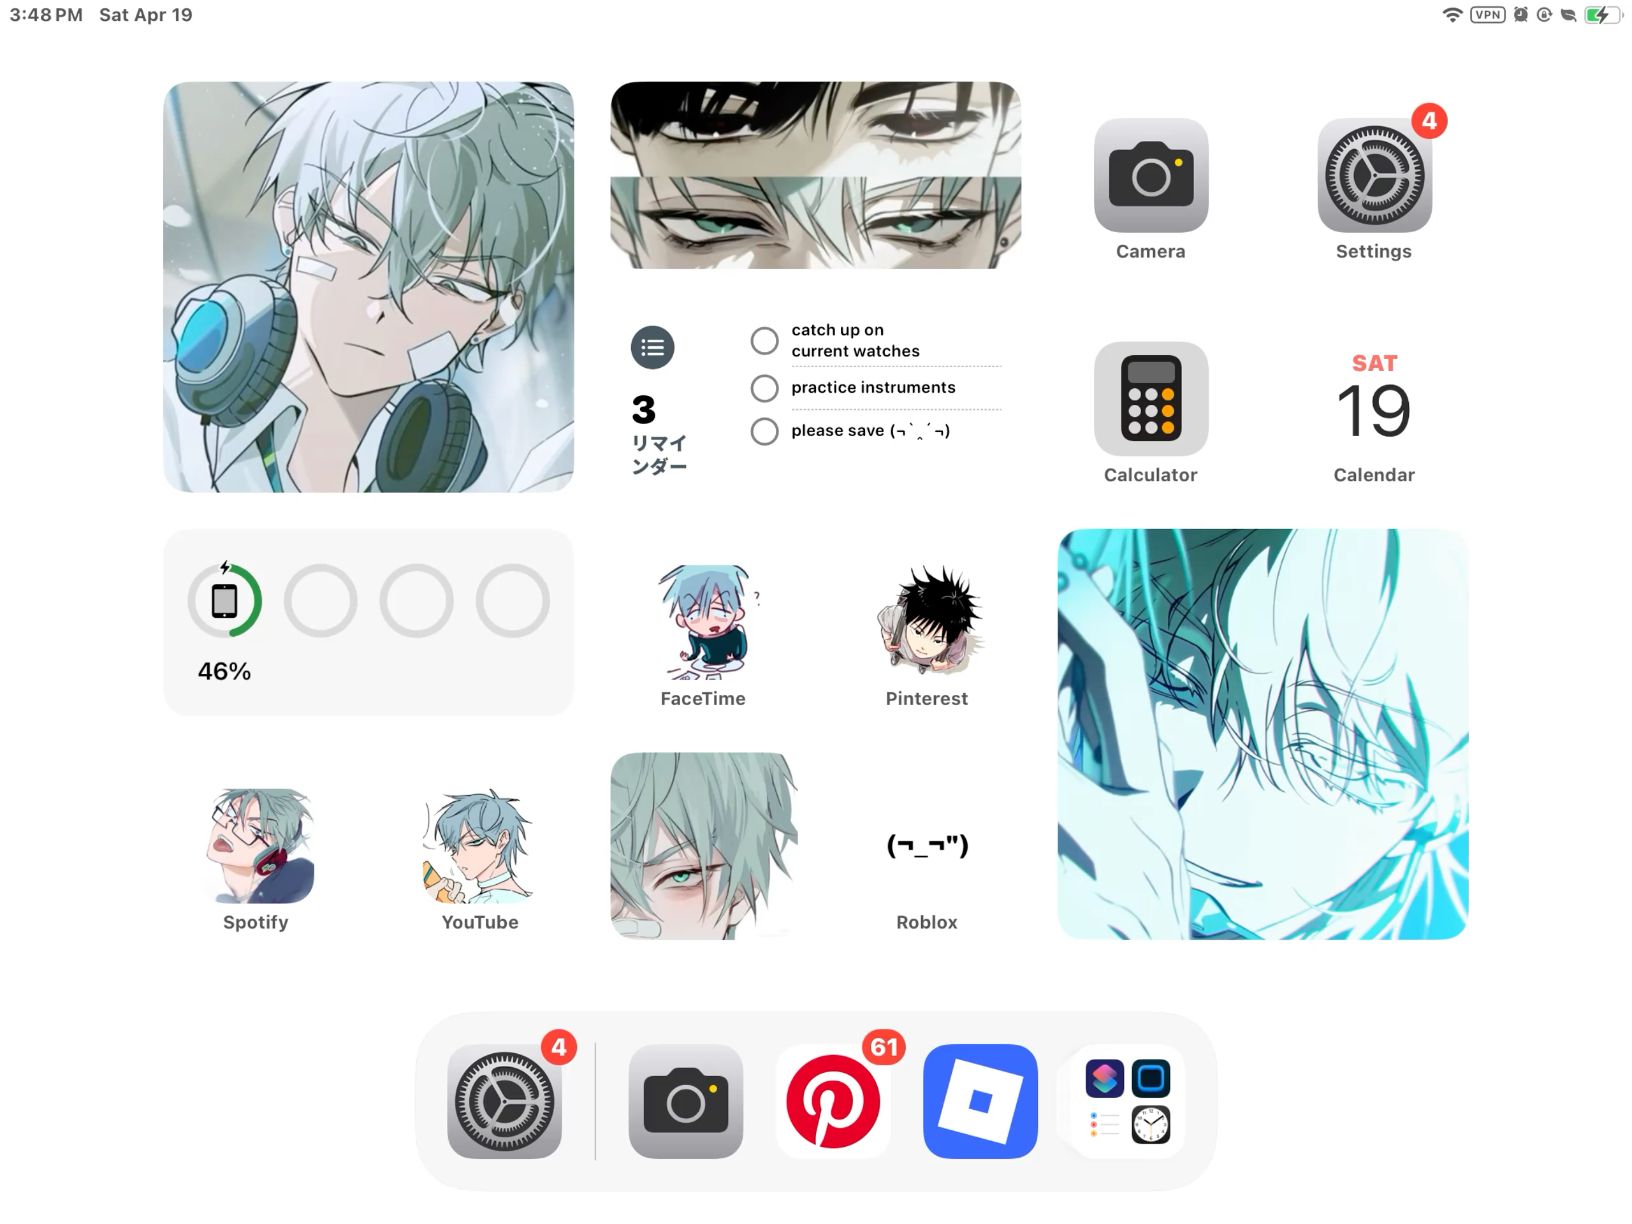 3:48 PM Sat Apr 19
VPN
4
Camera
Settings
catch up on
current watches
practice instruments
please save (¬`‸´¬)
3
リマイ
ンダー
SAT
19
Calculator
Calendar
46%
?
FaceTime
Pinterest
(¬_¬")
Spotify
YouTube
Roblox
4
61